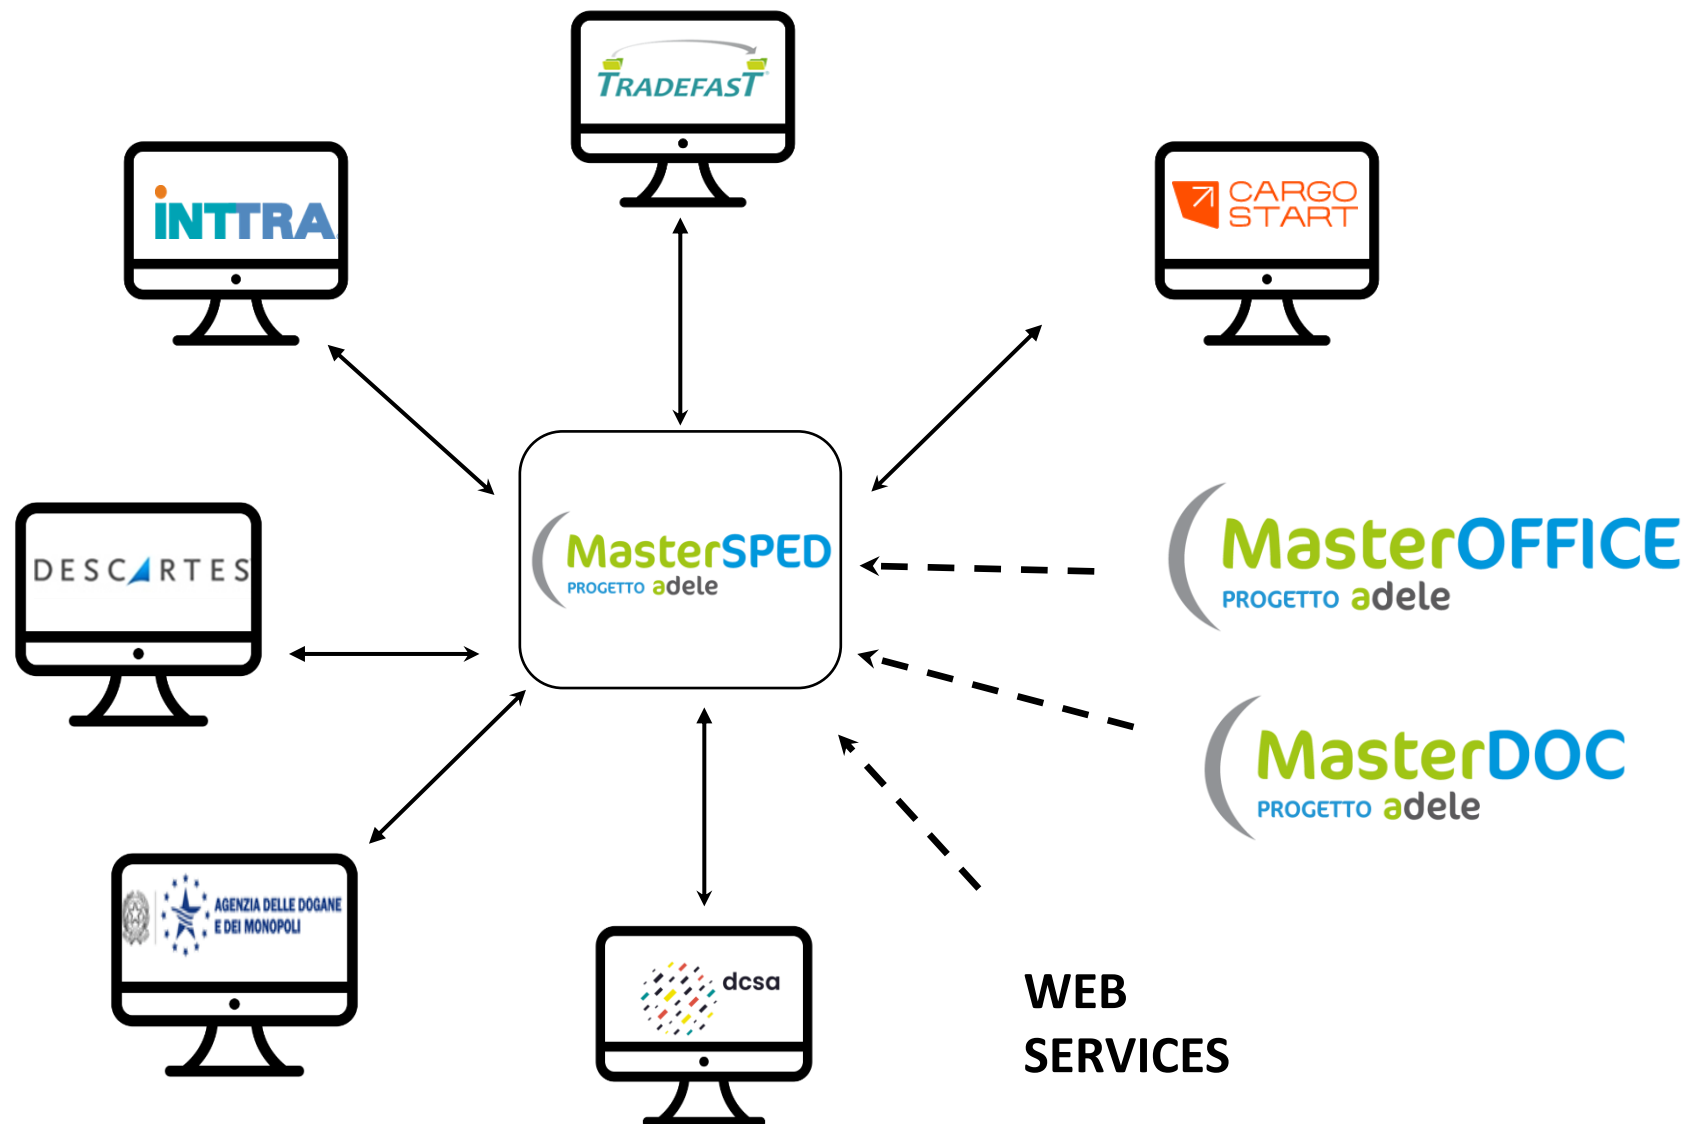 TRADEFAST
INTTRA
CARGO
START
DESCARTES
MasterSPED
PROGETTO adele
MasterOFFICE
PROGETTO adele
MasterDOC
PROGETTO adele
AGENZIA DELLE DOGANE
E DEI MONOPOLI
dcsa
WEB
SERVICES